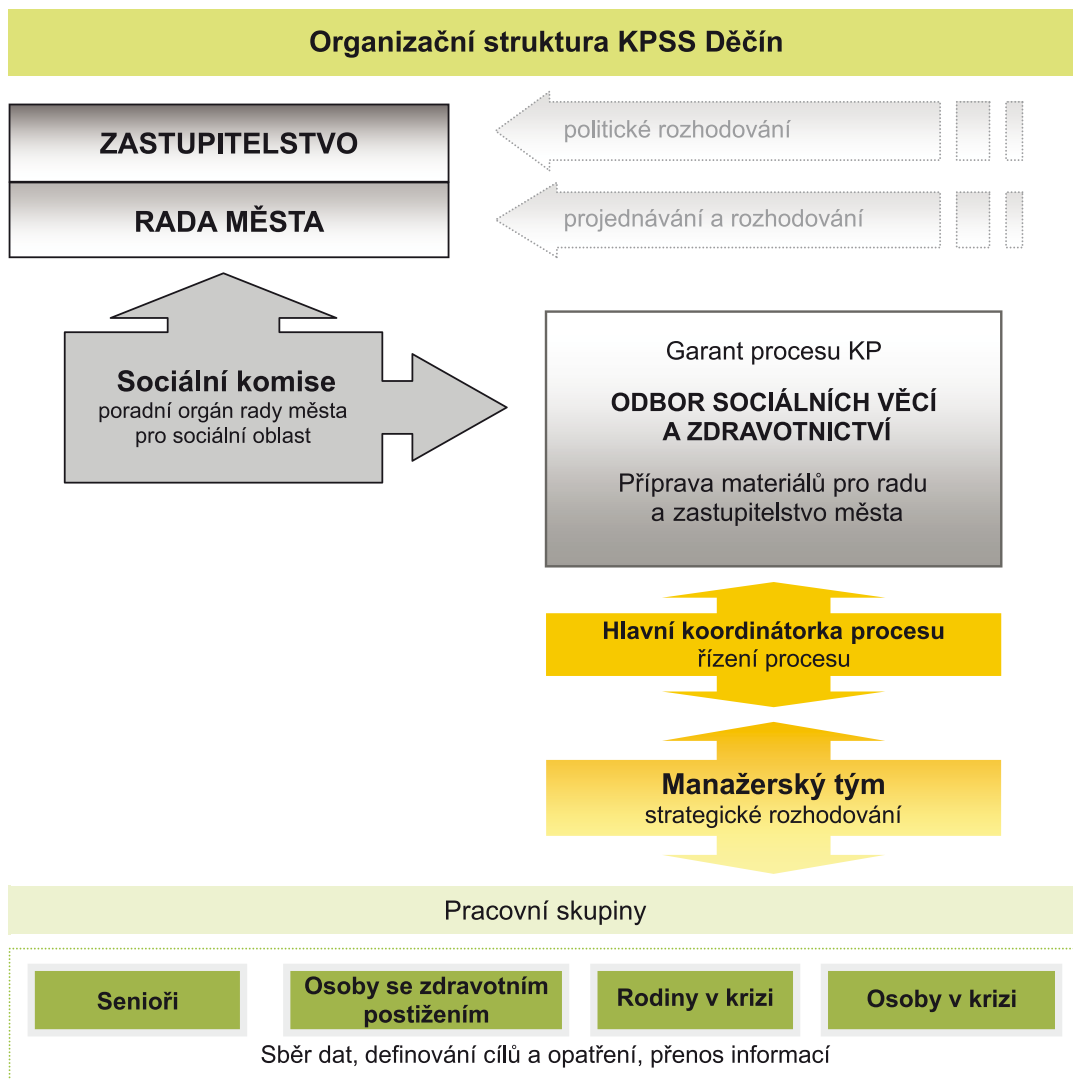 Organizační struktura KPSS Děčín
ZASTUPITELSTVO
politické rozhodování
RADA MĚSTA
projednávání a rozhodování
Sociální komise
poradní orgán rady města
pro sociální oblast
Garant procesu KP
ODBOR SOCIÁLNÍCH VĚCÍ
A ZDRAVOTNICTVÍ
Příprava materiálů pro radu
a zastupitelstvo města
Hlavní koordinátorka procesu
řízení procesu
Manažerský tým
strategické rozhodování
Pracovní skupiny
Senioři
Osoby se zdravotním
postižením
Rodiny v krizi
Osoby v krizi
Sběr dat, definování cílů a opatření, přenos informací